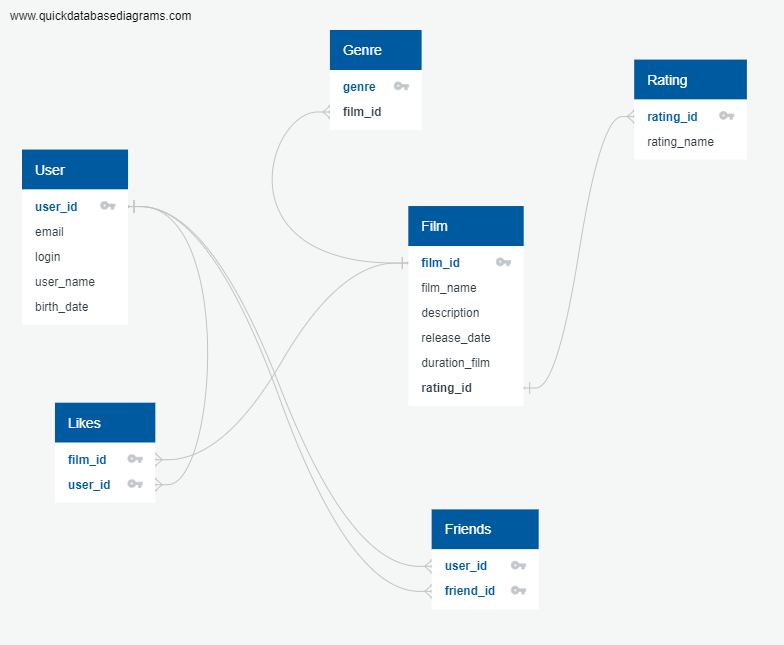 www.quickdatabasediagrams.com
Genre
genre
film_id
Rating
rating_id
rating_name
User
user_id
email
login
user_name
birth_date
Film
film_id
film_name
description
release_date
duration_film
rating_id
Likes
film_id
user_id
Friends
user_id
friend_id